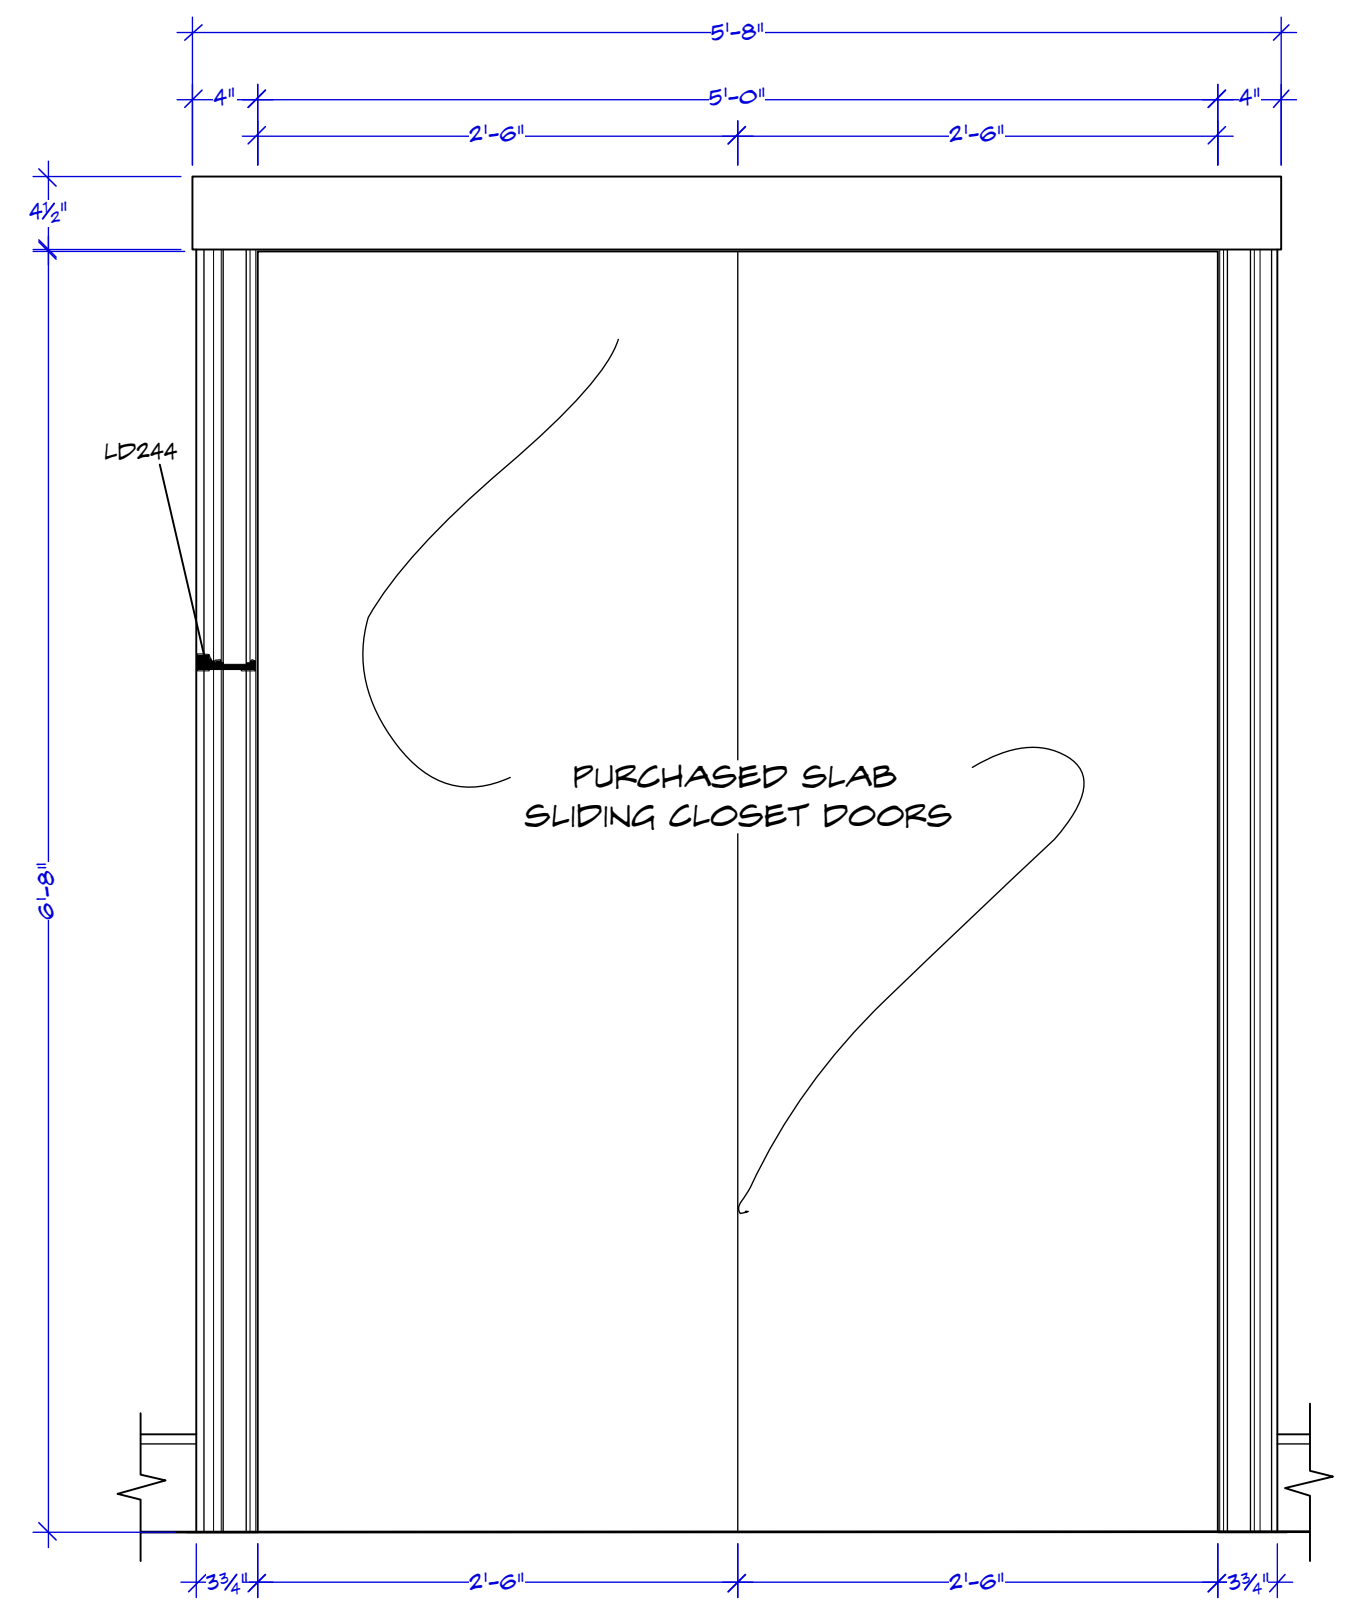 5'-8"
4" 5'-0" 4"
2'-6" 2'-6"
4½"
LD244
PURCHASED SLAB
SLIDING CLOSET DOORS
6'-8"
3¾" 2'-6" 2'-6" 3¾"